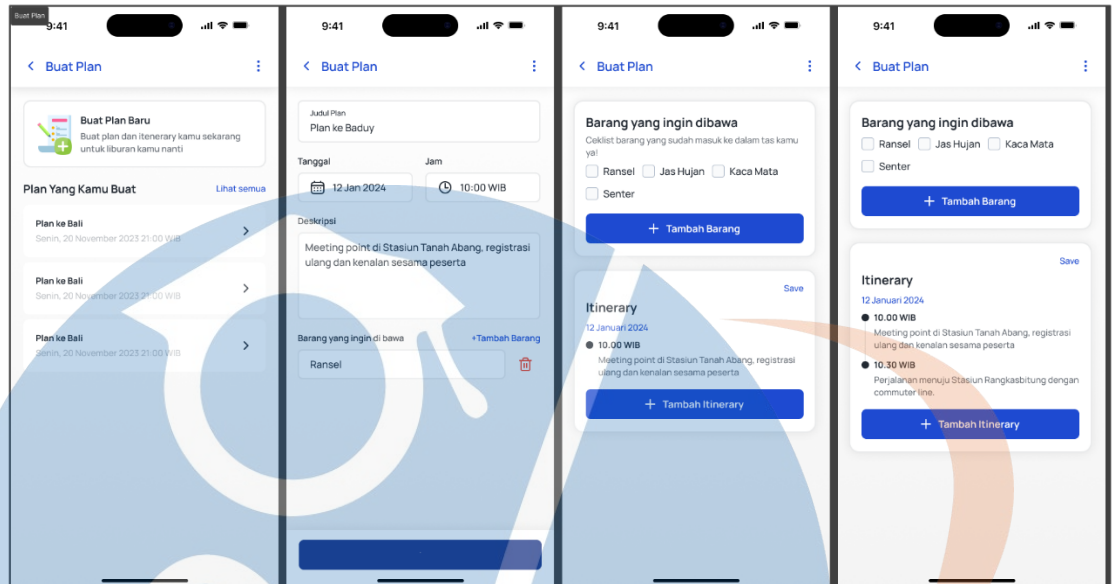 Buat Plan
9:41
Buat Plan
Buat Plan Baru
Buat plan dan itenerary kamu sekarang
untuk liburan kamu nanti
Plan Yang Kamu Buat
Lihat semua
Plan ke Bali
Senin, 20 November 2023 21:00 WIB
Plan ke Bali
Senin, 20 November 2023 21:00 WIB
Plan ke Bali
Senin, 20 November 2023 21:00 WIB
9:41
Buat Plan
Judul Plan
Plan ke Baduy
Tanggal
Jam
12 Jan 2024
10:00 WIB
Deskripsi
Meeting point di Stasiun Tanah Abang, registrasi
ulang dan kenalan sesama peserta
Barang yang ingin di bawa
+Tambah Barang
Ransel
9:41
Buat Plan
Barang yang ingin dibawa
Ceklist barang yang sudah masuk ke dalam tas kamu
ya!
Ransel Jas Hujan Kaca Mata
Senter
+ Tambah Barang
Save
Itinerary
12 Januari 2024
10.00 WIB
Meeting point di Stasiun Tanah Abang, registrasi
ulang dan kenalan sesama peserta
+ Tambah Itinerary
9:41
Buat Plan
Barang yang ingin dibawa
Ransel Jas Hujan Kaca Mata
Senter
+ Tambah Barang
Save
Itinerary
12 Januari 2024
10.00 WIB
Meeting point di Stasiun Tanah Abang, registrasi
ulang dan kenalan sesama peserta
10.30 WIB
Perjalanan menuju Stasiun Rangkasbitung dengan
commuter line.
+ Tambah Itinerary